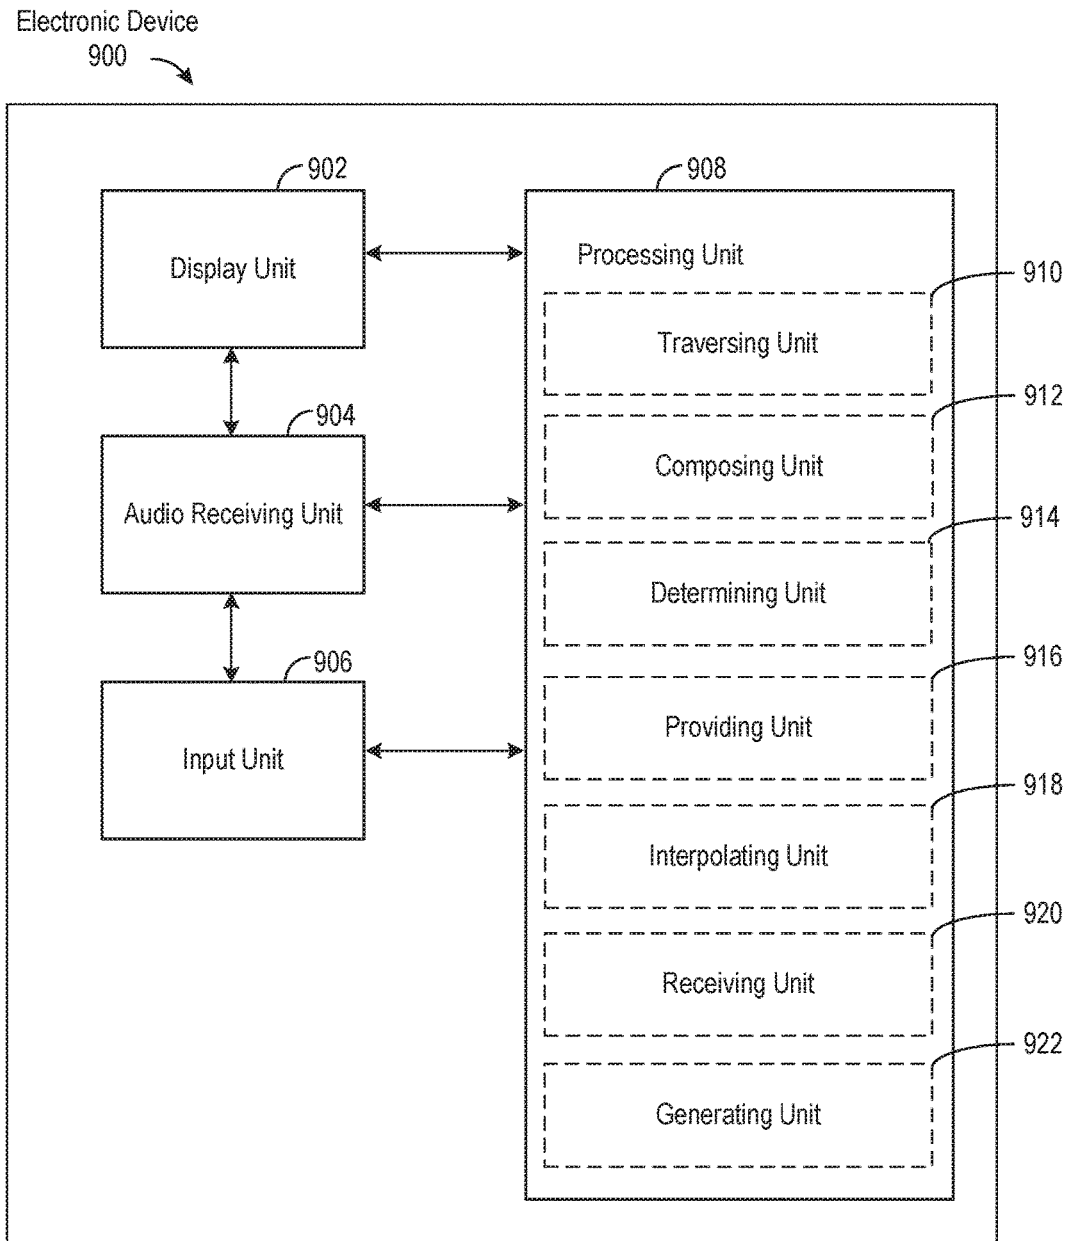 Electronic Device
900
902
908
Display Unit
Processing Unit
910
Traversing Unit
912
904
Composing Unit
Audio Receiving Unit
914
Determining Unit
906
916
Input Unit
Providing Unit
918
Interpolating Unit
920
Receiving Unit
922
Generating Unit